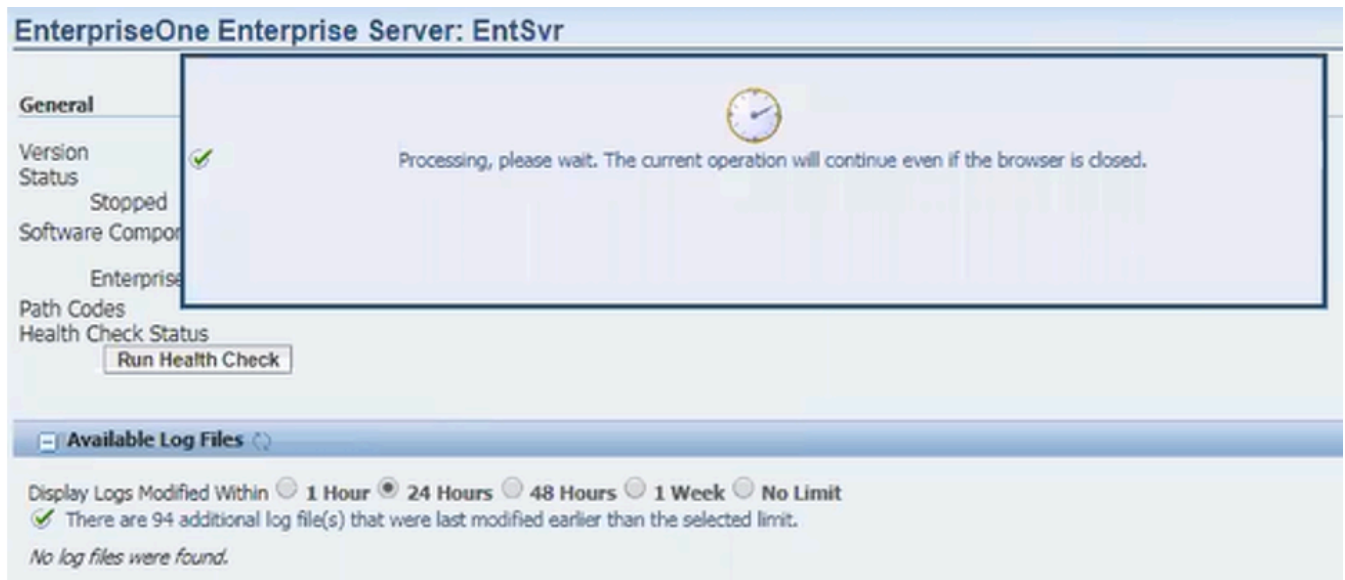 EnterpriseOne Enterprise Server: EntSvr
General
Processing, please wait. The current operation will continue even if the browser is closed.
Version
Status
Stopped
Software Compor
Enterprise
Path Codes
Health Check Status
Run Health Check
Available Log Files
Display Logs Modified Within 1 Hour 24 Hours 48 Hours 1 Week No Limit
There are 94 additional log file(s) that were last modified earlier than the selected limit.
No log files were found.